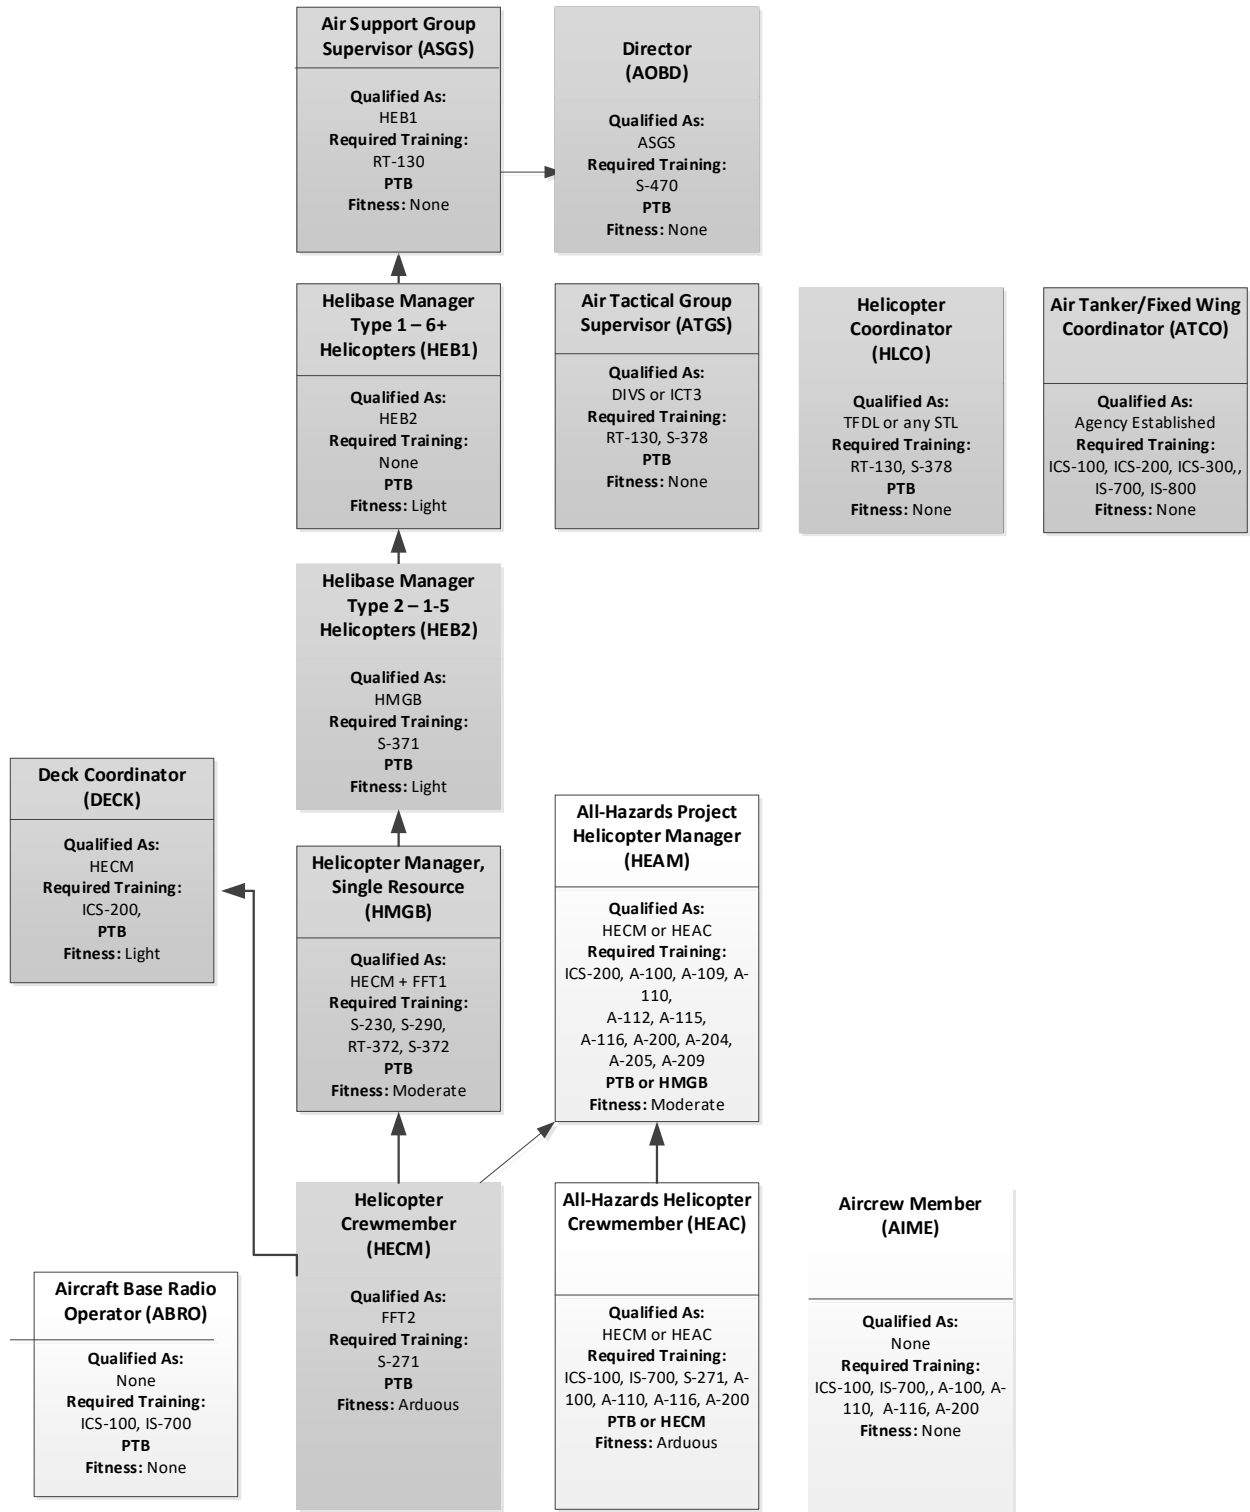 Air Support Group
Supervisor (ASGS)
Qualified As:
HEB1
Required Training:
RT-130
PTB
Fitness: None
Director
(AOBD)
Qualified As:
ASGS
Required Training:
S-470
PTB
Fitness: None
Helibase Manager
Type 1 – 6+
Helicopters (HEB1)
Qualified As:
HEB2
Required Training:
None
PTB
Fitness: Light
Air Tactical Group
Supervisor (ATGS)
Qualified As:
DIVS or ICT3
Required Training:
RT-130, S-378
PTB
Fitness: None
Helicopter
Coordinator
(HLCO)
Qualified As:
TFDL or any STL
Required Training:
RT-130, S-378
PTB
Fitness: None
Air Tanker/Fixed Wing
Coordinator (ATCO)
Qualified As:
Agency Established
Required Training:
ICS-100, ICS-200, ICS-300,,
IS-700, IS-800
Fitness: None
Helibase Manager
Type 2 – 1-5
Helicopters (HEB2)
Qualified As:
HMGB
Required Training:
S-371
PTB
Fitness: Light
Deck Coordinator
(DECK)
Qualified As:
HECM
Required Training:
ICS-200,
PTB
Fitness: Light
Helicopter Manager,
Single Resource
(HMGB)
Qualified As:
HECM + FFT1
Required Training:
S-230, S-290,
RT-372, S-372
PTB
Fitness: Moderate
All-Hazards Project
Helicopter Manager
(HEAM)
Qualified As:
HECM or HEAC
Required Training:
ICS-200, A-100, A-109, A-
110,
A-112, A-115,
A-116, A-200, A-204,
A-205, A-209
PTB or HMGB
Fitness: Moderate
Aircraft Base Radio
Operator (ABRO)
Qualified As:
None
Required Training:
ICS-100, IS-700
PTB
Fitness: None
Helicopter
Crewmember
(HECM)
Qualified As:
FFT2
Required Training:
S-271
PTB
Fitness: Arduous
All-Hazards Helicopter
Crewmember (HEAC)
Qualified As:
HECM or HEAC
Required Training:
ICS-100, IS-700, S-271, A-
100, A-110, A-116, A-200
PTB or HECM
Fitness: Arduous
Aircrew Member
(AIME)
Qualified As:
None
Required Training:
ICS-100, IS-700,, A-100, A-
110, A-116, A-200
Fitness: None